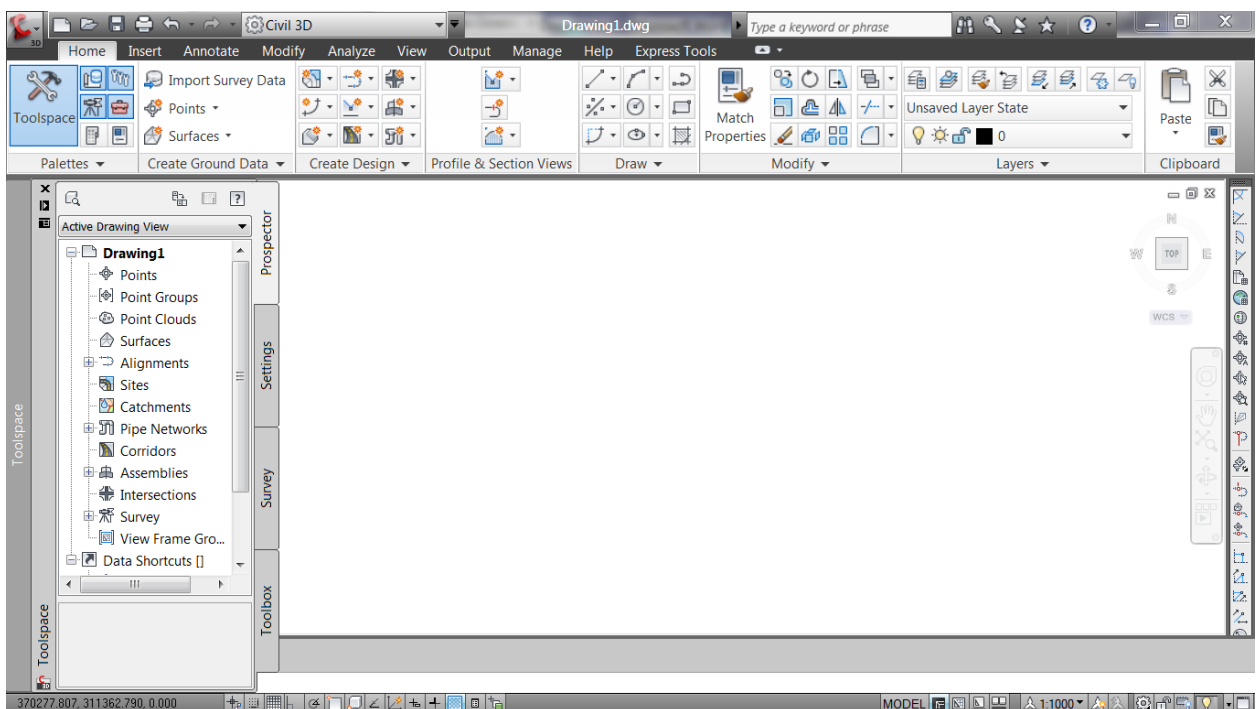 Civil 3D
Drawing1.dwg
Type a keyword or phrase
3D
Home Insert Annotate Modify Analyze View Output Manage Help Express Tools
Toolspace
Import Survey Data
Points
Surfaces
Match
Properties
Unsaved Layer State
0
Paste
Palettes
Create Ground Data
Create Design
Profile & Section Views
Draw
Modify
Layers
Clipboard
Active Drawing View
Drawing1
Points
Point Groups
Point Clouds
Surfaces
Alignments
Sites
Catchments
Pipe Networks
Corridors
Assemblies
Intersections
Survey
View Frame Gro...
Data Shortcuts []
Prospector
Settings
Survey
Toolbox
Toolspace
Toolspace
N
W TOP E
S
WCS
370277.807, 311362.790, 0.000
MODEL
1:1000